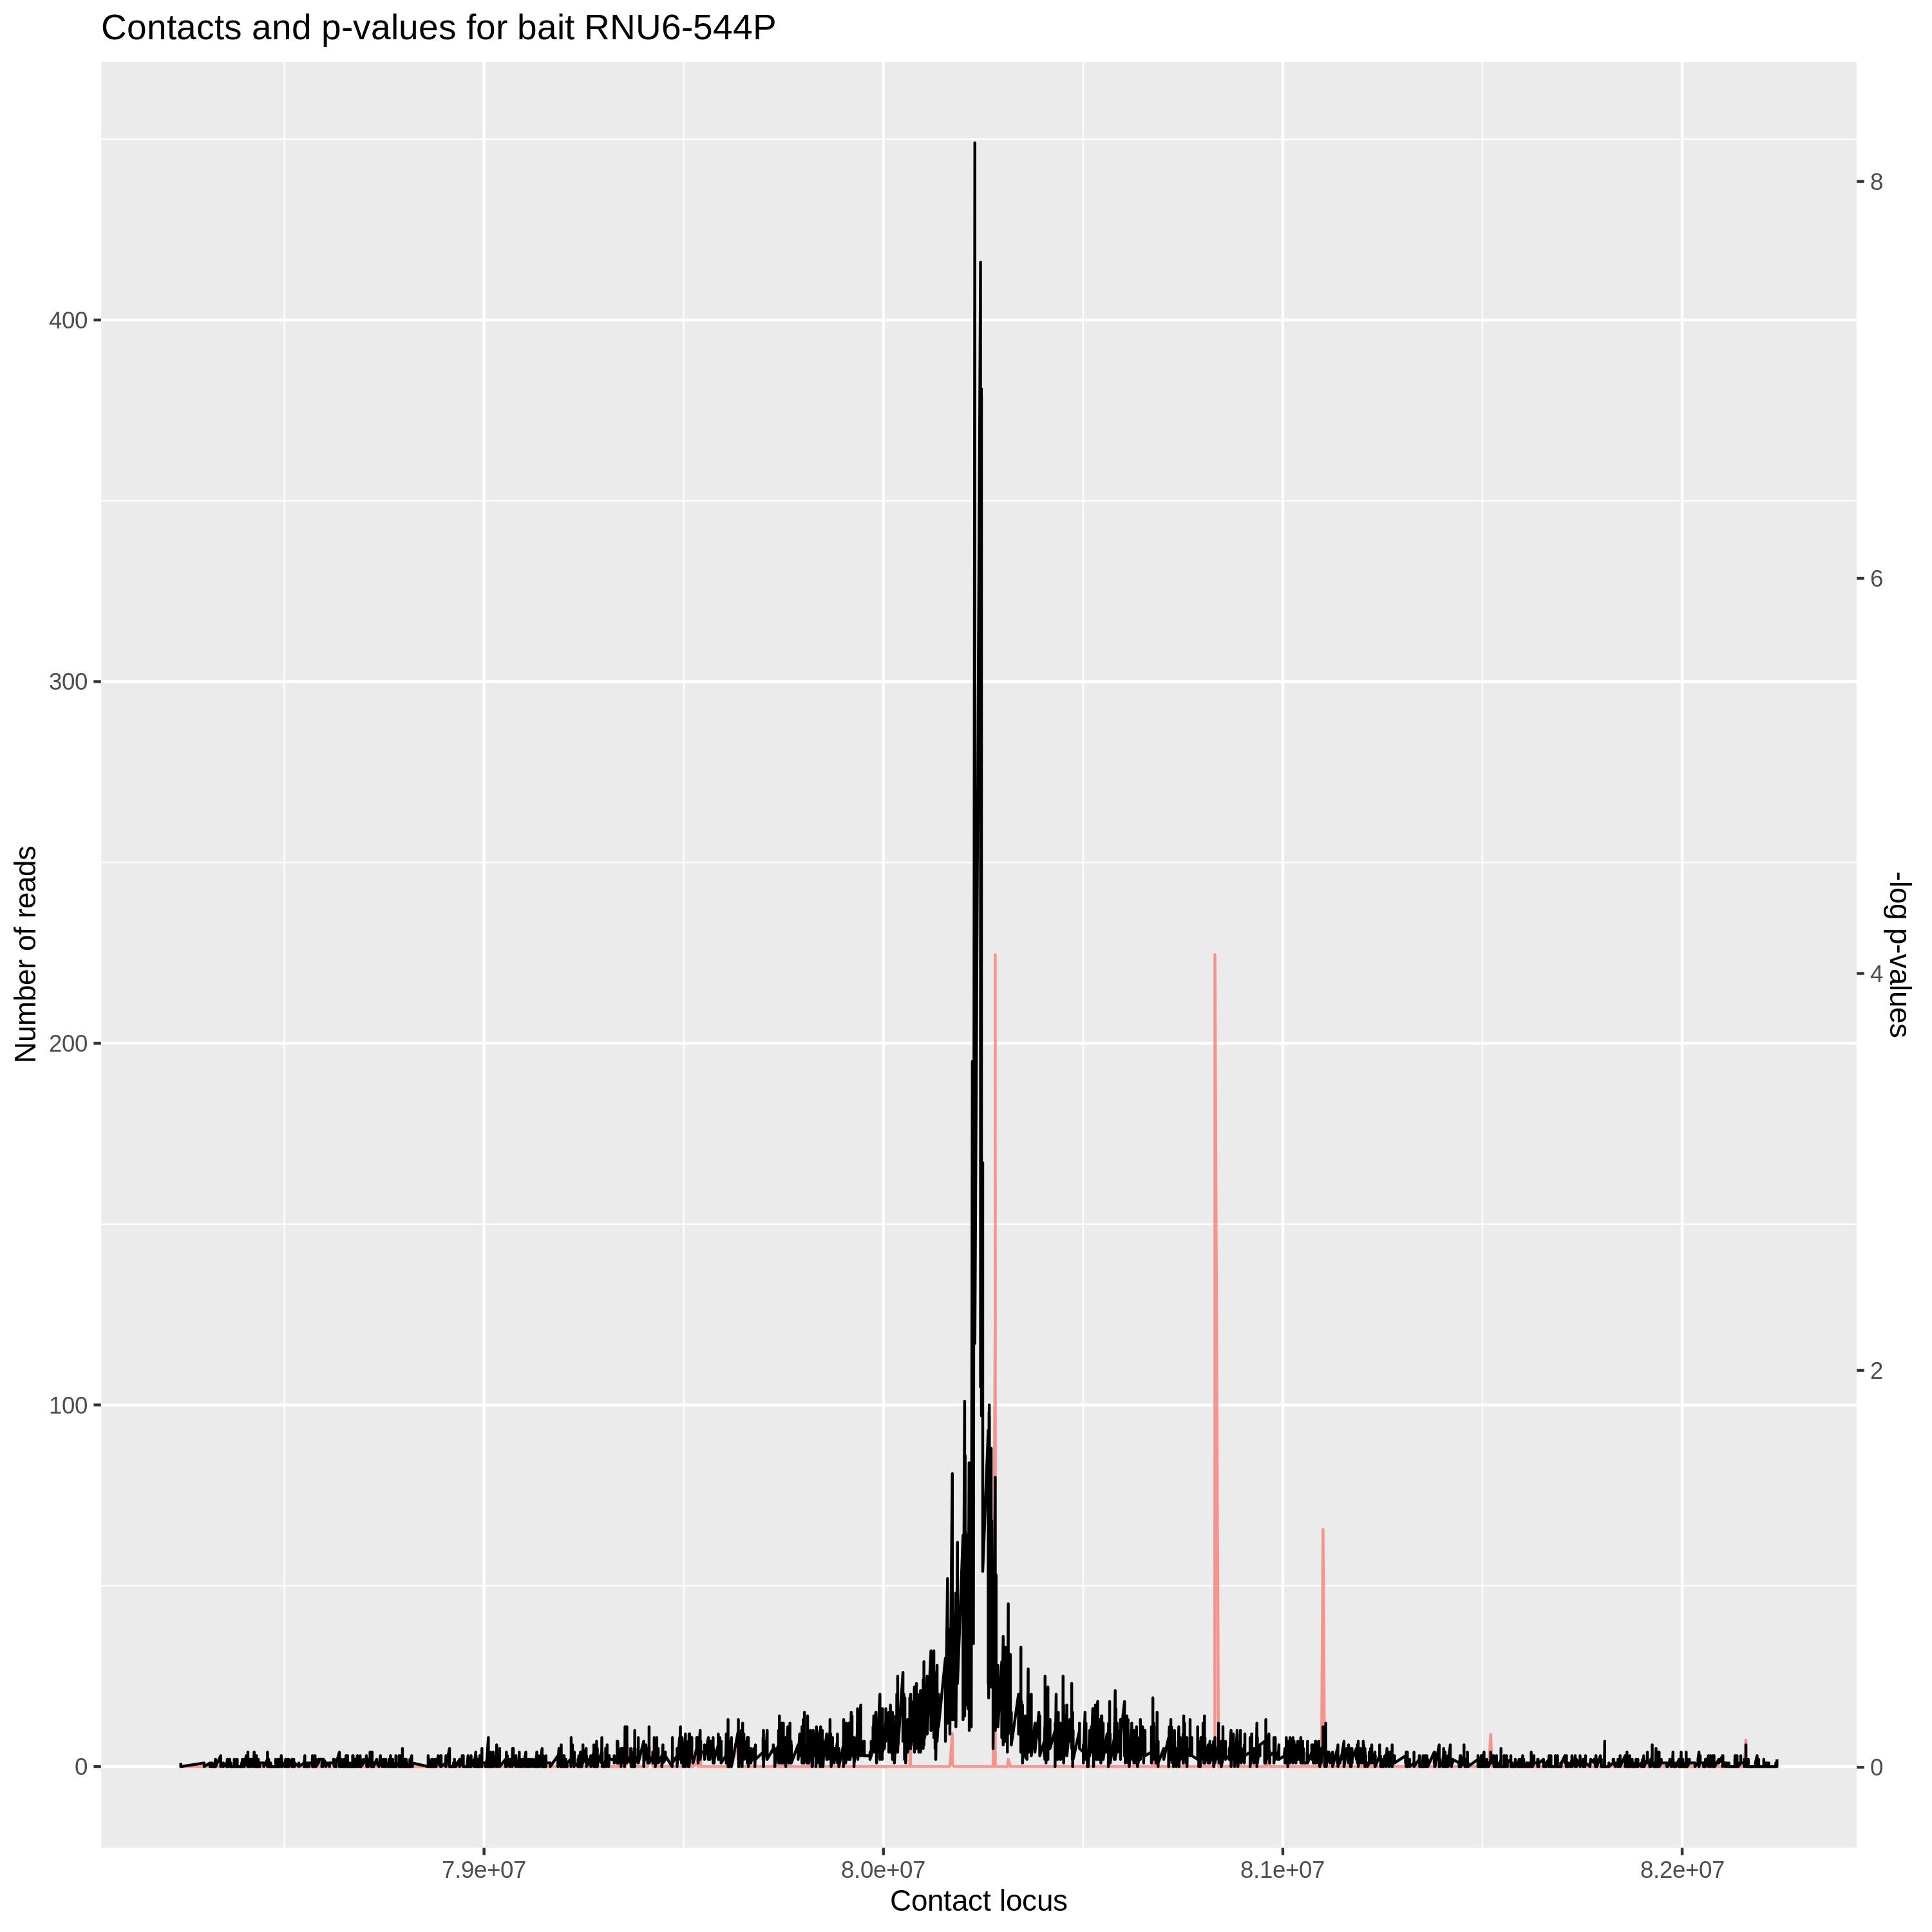 Contacts and p-values for bait RNU6-544P
400
300
200
100
0
Number of reads
8
6
4
2
0
-log p-values
7.9e+07
8.0e+07
8.1e+07
8.2e+07
Contact locus